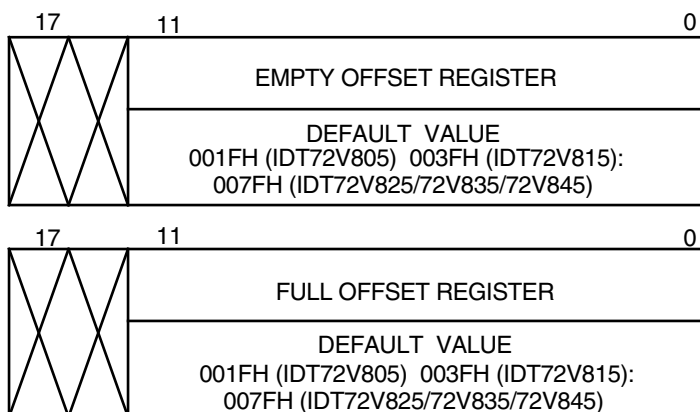 17 11 0
EMPTY OFFSET REGISTER
DEFAULT VALUE
001FH (IDT72V805) 003FH (IDT72V815):
007FH (IDT72V825/72V835/72V845)
17 11 0
FULL OFFSET REGISTER
DEFAULT VALUE
001FH (IDT72V805) 003FH (IDT72V815):
007FH (IDT72V825/72V835/72V845)